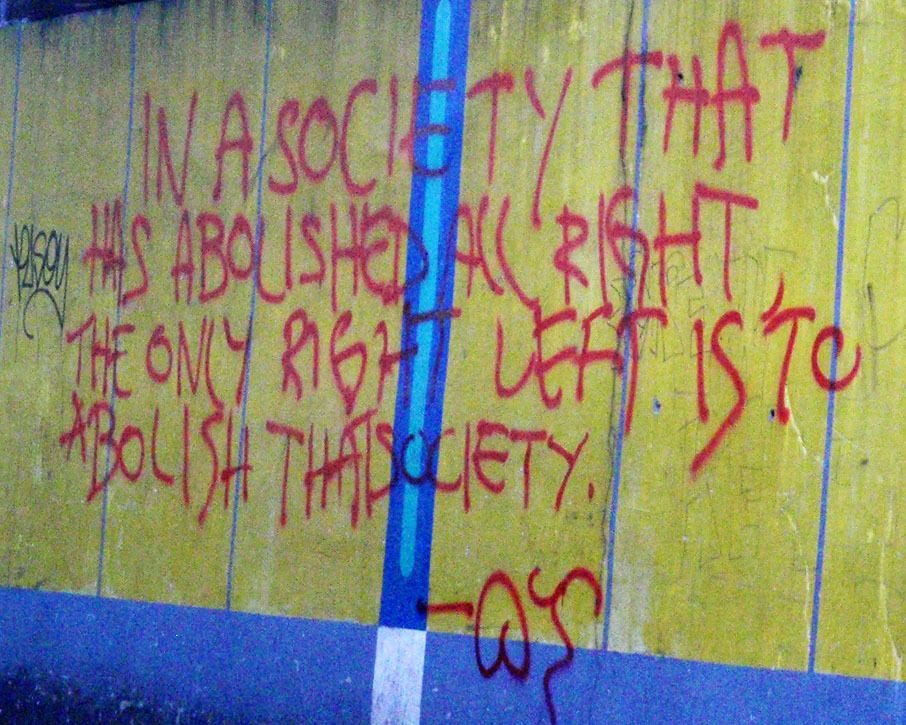 IN A SOCIETY THAT
HAS ABOLISHED ALL RIGHT
THE ONLY RIGHT LEFT IS TO
ABOLISH THAT SOCIETY.